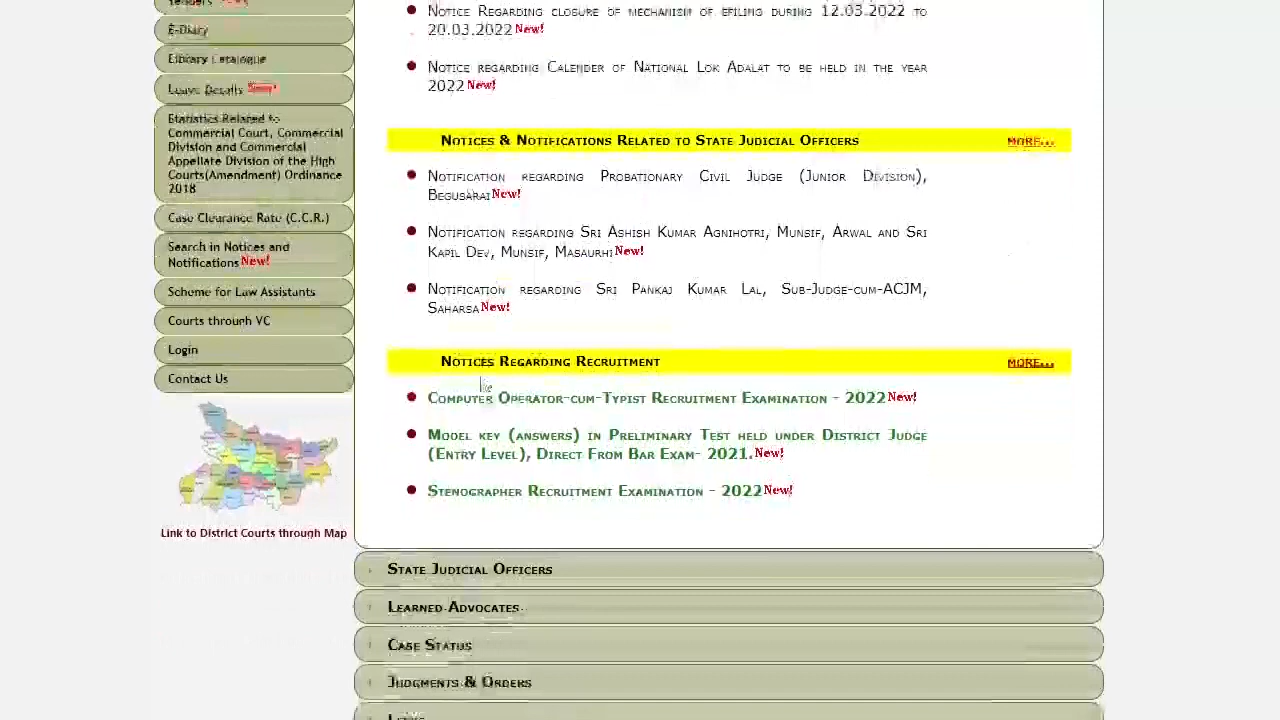 E-Diary
Library Catalogue
Leave Details
Statistics Related to
Commercial Court, Commercial
Division and Commercial
Appellate Division of the High
Courts(Amendment) Ordinance
2018
Case Clearance Rate (C.C.R.)
Search in Notices and
Notifications New!
Scheme for Law Assistants
Courts through VC
Login
Contact Us
Link to District Courts through Map
Notice Regarding closure of mechanism of efiling during 12.03.2022 to
20.03.2022 New!
Notice regarding Calender of National Lok Adalat to be held in the year
2022 New!
Notices & Notifications Related to State Judicial Officers MORE...
Notification regarding Probationary Civil Judge (Junior Division),
Begusarai New!
Notification regarding Sri Ashish Kumar Agnihotri, Munsif, Arwal and Sri
Kapil Dev, Munsif, Masaurhi New!
Notification regarding Sri Pankaj Kumar Lal, Sub-Judge-cum-ACJM,
Saharsa New!
Notices Regarding Recruitment MORE...
Computer Operator-cum-Typist Recruitment Examination - 2022 New!
Model key (answers) in Preliminary Test held under District Judge
(Entry Level), Direct From Bar Exam- 2021. New!
Stenographer Recruitment Examination - 2022 New!
State Judicial Officers
Learned Advocates
Case Status
Judgments & Orders